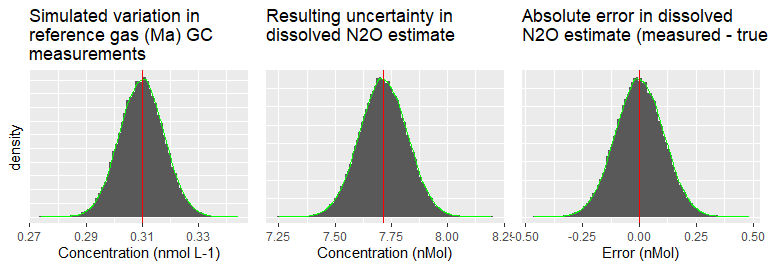 Simulated variation in
reference gas (Ma) GC
measurements
Resulting uncertainty in
dissolved N2O estimate
Absolute error in dissolved
N2O estimate (measured - true
density
0.27 0.29 0.31 0.33
Concentration (nmol L-1)
7.25 7.50 7.75 8.00 8.25
Concentration (nMol)
-0.50 -0.25 0.00 0.25 0.50
Error (nMol)